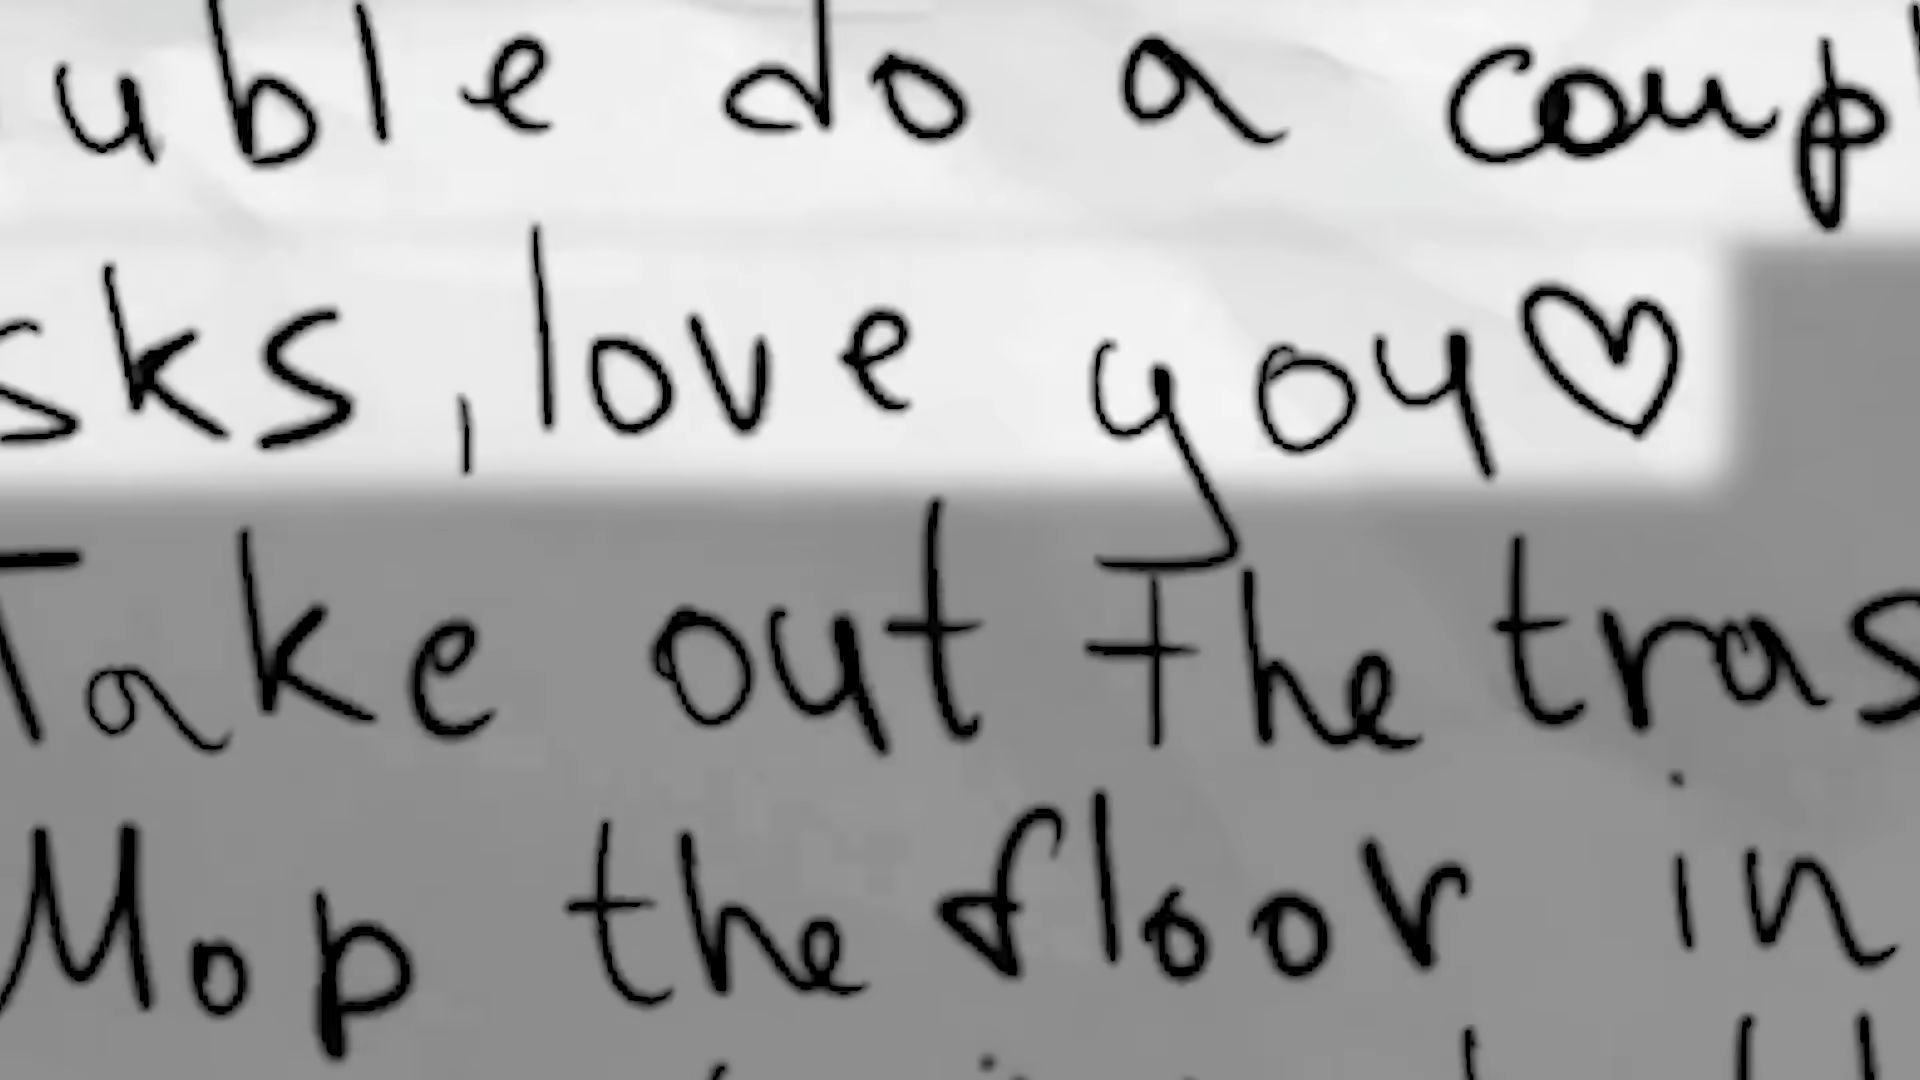 uble do a coup
sks, love you♡
Take out The tras
Mop the floor in